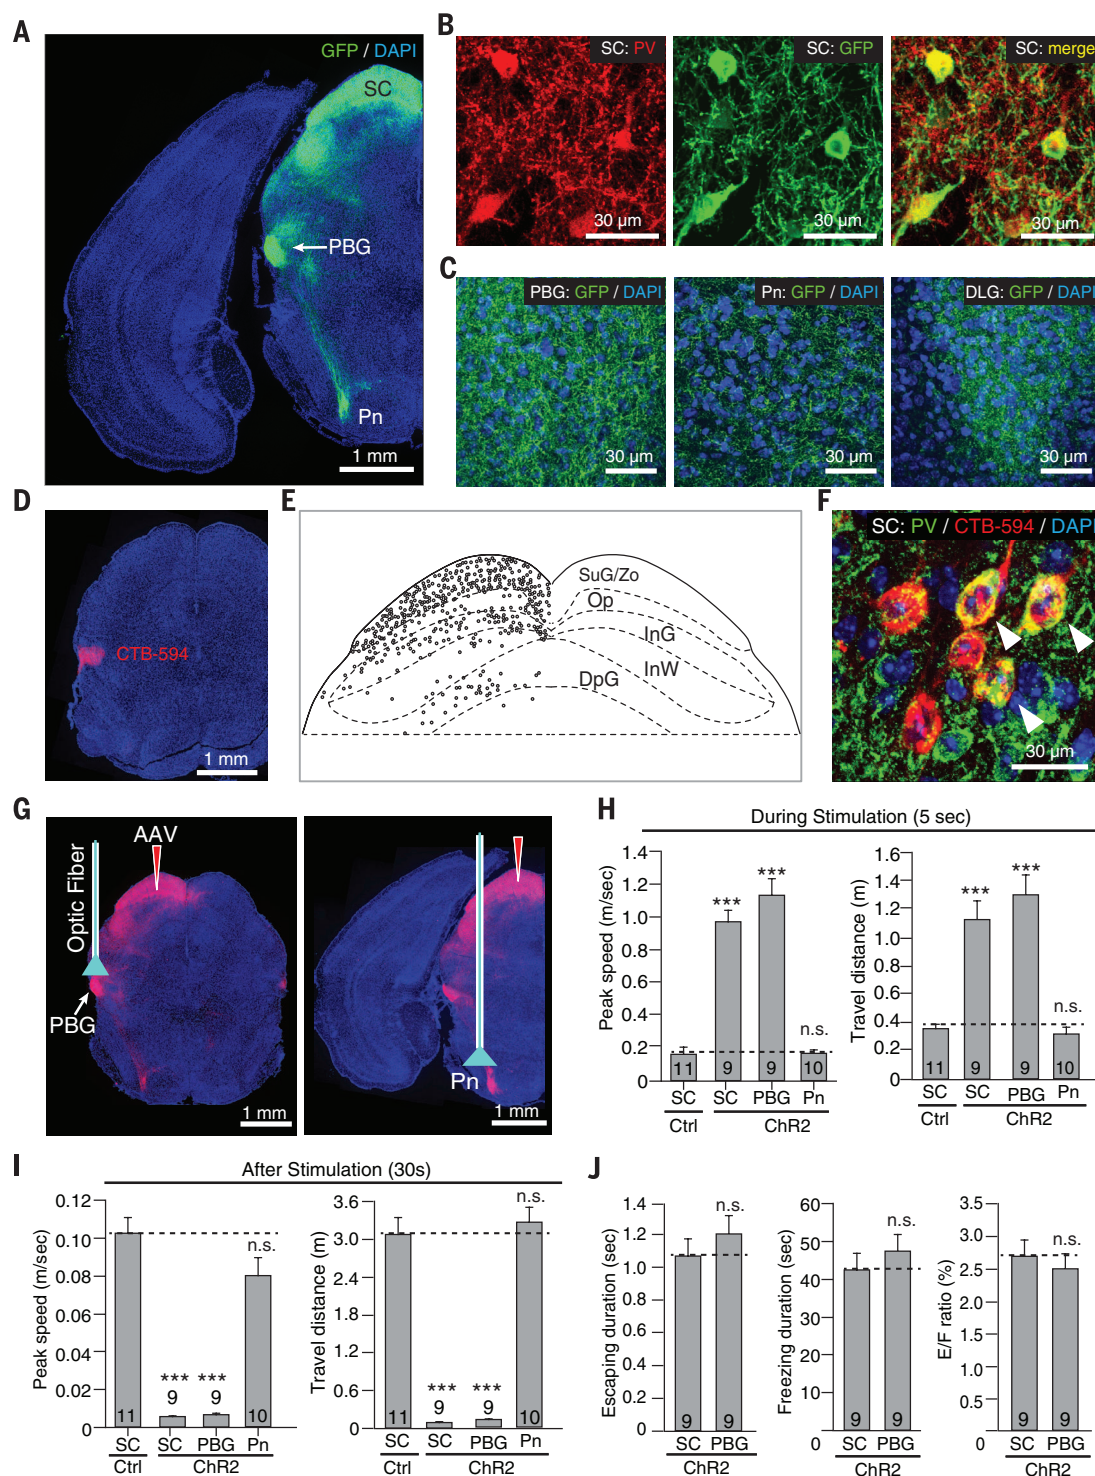 A
GFP / DAPI
SC
PBG
Pn
1 mm
B
SC: PV
30 µm
SC: GFP
30 µm
SC: merge
30 µm
C
PBG: GFP / DAPI
30 µm
Pn: GFP / DAPI
30 µm
DLG: GFP / DAPI
30 µm
D
CTB-594
1 mm
E
SuG/Zo
Op
InG
InW
DpG
F
SC: PV / CTB-594 / DAPI
30 µm
G
Optic Fiber
AAV
PBG
1 mm
Pn
1 mm
H
During Stimulation (5 sec)
Peak speed (m/sec)
1.4
1.2
1.0
0.8
0.6
0.4
0.2
0
***
***
n.s.
11
9
9
10
SC
SC
PBG
Pn
Ctrl
ChR2
Travel distance (m)
1.6
1.4
1.2
1.0
0.8
0.6
0.4
0.2
0
***
***
n.s.
11
9
9
10
SC
SC
PBG
Pn
Ctrl
ChR2
I
After Stimulation (30s)
Peak speed (m/sec)
0.12
0.10
0.08
0.06
0.04
0.02
0
n.s.
***
***
9
9
11
10
SC
SC
PBG
Pn
Ctrl
ChR2
Travel distance (m)
3.6
3.0
2.4
1.8
1.2
0.6
0
n.s.
***
***
9
9
11
10
SC
SC
PBG
Pn
Ctrl
ChR2
J
Escaping duration (sec)
1.4
1.2
1.0
0.8
0.6
0.4
0.2
0
n.s.
9
9
SC
PBG
ChR2
Freezing duration (sec)
60
50
40
30
20
10
0
n.s.
9
9
SC
PBG
ChR2
E/F ratio (%)
3.5
3.0
2.5
2.0
1.5
1.0
0.5
0
n.s.
9
9
SC
PBG
ChR2